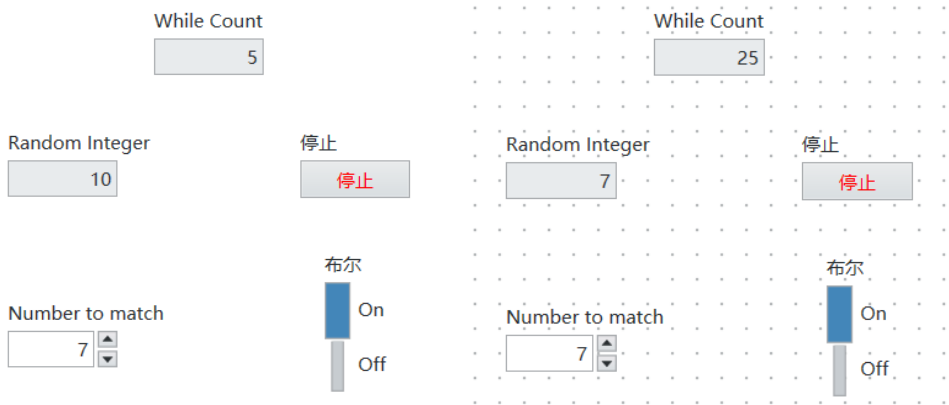 While Count
5
Random Integer
10
停止
停止
Number to match
7
布尔
On
Off
While Count
25
Random Integer
7
停止
停止
Number to match
7
布尔
On
Off